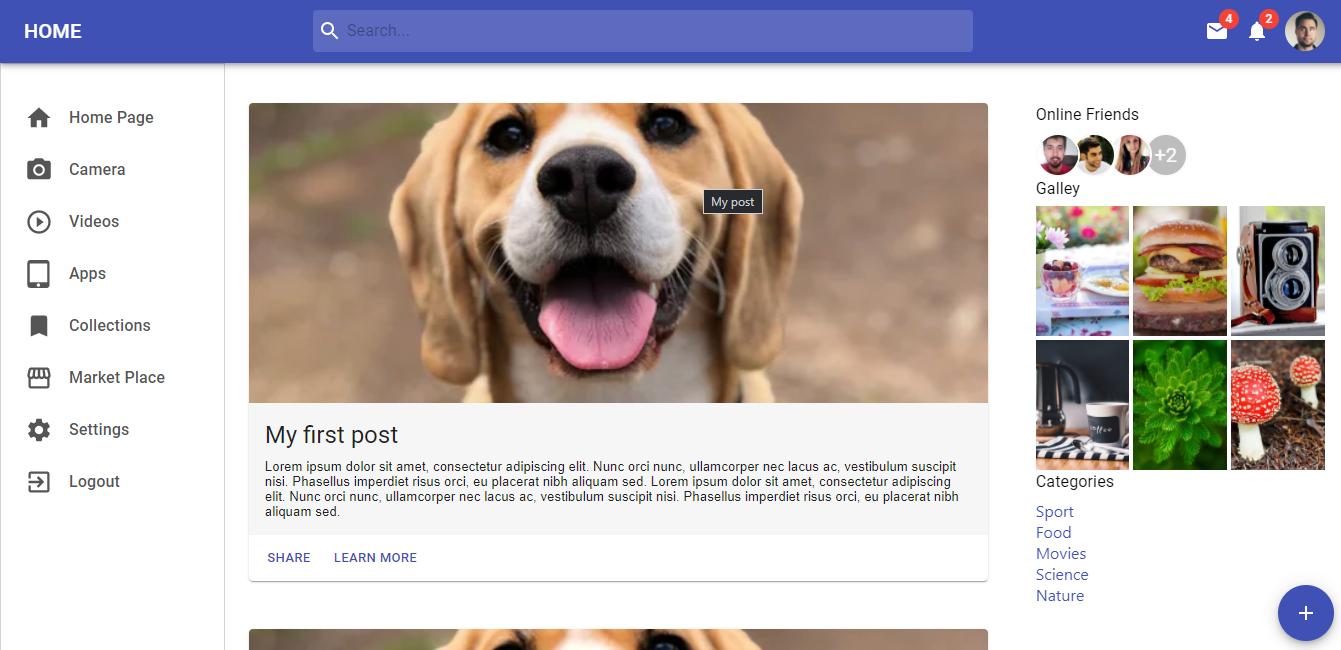 HOME
Search...
4
2
Home Page
Camera
Videos
Apps
Collections
Market Place
Settings
Logout
My post
My first post
Lorem ipsum dolor sit amet, consectetur adipiscing elit. Nunc orci nunc, ullamcorper nec lacus ac, vestibulum suscipit
nisi. Phasellus imperdiet risus orci, eu placerat nibh aliquam sed. Lorem ipsum dolor sit amet, consectetur adipiscing
elit. Nunc orci nunc, ullamcorper nec lacus ac, vestibulum suscipit nisi. Phasellus imperdiet risus orci, eu placerat nibh
aliquam sed.
SHARE
LEARN MORE
Online Friends
+2
Galley
coffee
Categories
Sport
Food
Movies
Science
Nature
+